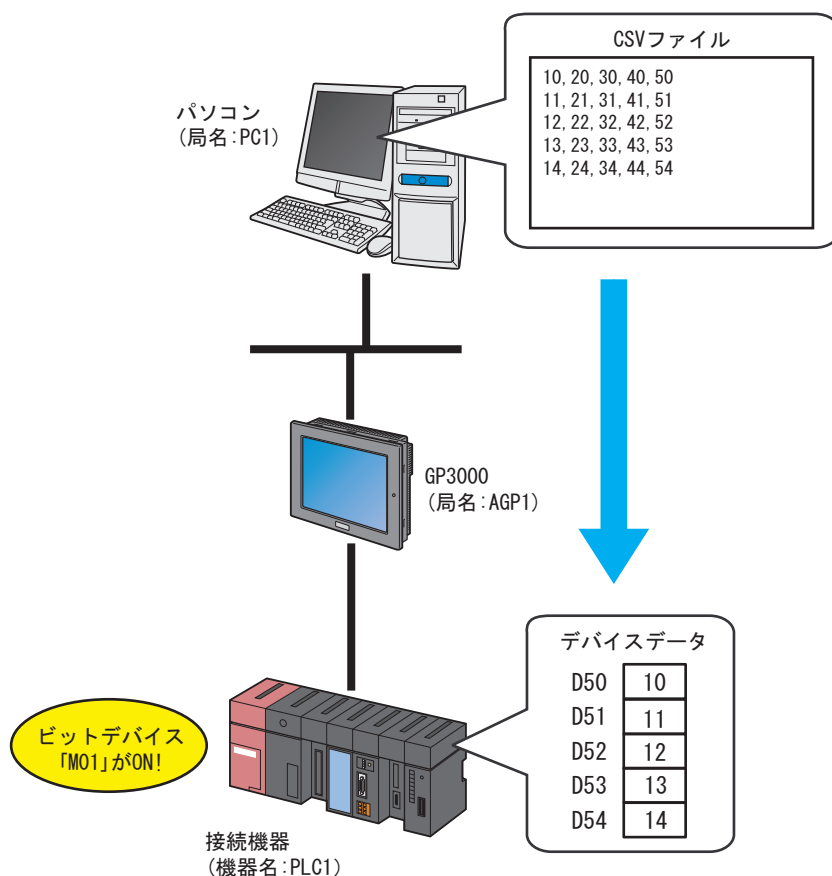 CSVファイル
10, 20, 30, 40, 50
11, 21, 31, 41, 51
12, 22, 32, 42, 52
13, 23, 33, 43, 53
14, 24, 34, 44, 54
パソコン
（局名：PC1）
GP3000
（局名：AGP1）
デバイスデータ
D50 10
D51 11
D52 12
D53 13
D54 14
ビットデバイス
「M01」がON!
接続機器
（機器名：PLC1）